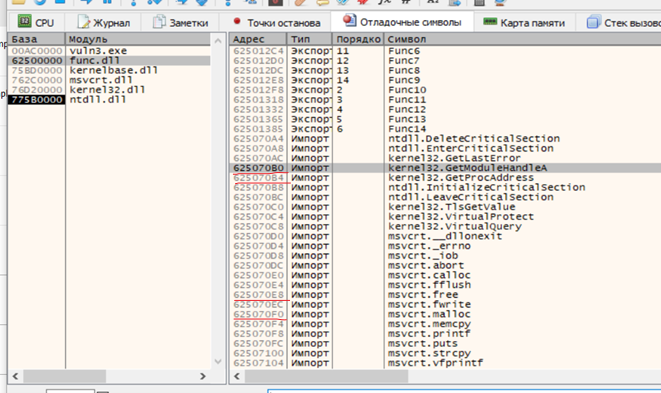 CPU Журнал Заметки Точки останова Отладочные символы Карта памяти Стек вызово
База Модуль
00AC0000 vuln3.exe
62500000 func.dll
75BD0000 kernelbase.dll
762C0000 msvcrt.dll
76D20000 kernel32.dll
775B0000 ntdll.dll
Адрес Тип Порядко Символ
625012C4 Экспорт 11 Func6
625012D0 Экспорт 12 Func7
625012DC Экспорт 13 Func8
625012E8 Экспорт 14 Func9
625012F8 Экспорт 2 Func10
62501318 Экспорт 3 Func11
62501332 Экспорт 4 Func12
62501365 Экспорт 5 Func13
62501385 Экспорт 6 Func14
625070A4 Импорт ntdll.DeleteCriticalSection
625070A8 Импорт ntdll.EnterCriticalSection
625070AC Импорт kernel32.GetLastError
625070B0 Импорт kernel32.GetModuleHandleA
625070B4 Импорт kernel32.GetProcAddress
625070B8 Импорт ntdll.InitializeCriticalSection
625070BC Импорт ntdll.LeaveCriticalSection
625070C0 Импорт kernel32.TlsGetValue
625070C4 Импорт kernel32.VirtualProtect
625070C8 Импорт kernel32.VirtualQuery
625070D0 Импорт msvcrt.__dllonexit
625070D4 Импорт msvcrt._errno
625070D8 Импорт msvcrt._iob
625070DC Импорт msvcrt.abort
625070E0 Импорт msvcrt.calloc
625070E4 Импорт msvcrt.fflush
625070E8 Импорт msvcrt.free
625070EC Импорт msvcrt.fwrite
625070F0 Импорт msvcrt.malloc
625070F4 Импорт msvcrt.memcpy
625070F8 Импорт msvcrt.printf
625070FC Импорт msvcrt.puts
62507100 Импорт msvcrt.strcpy
62507104 Импорт msvcrt.vfprintf